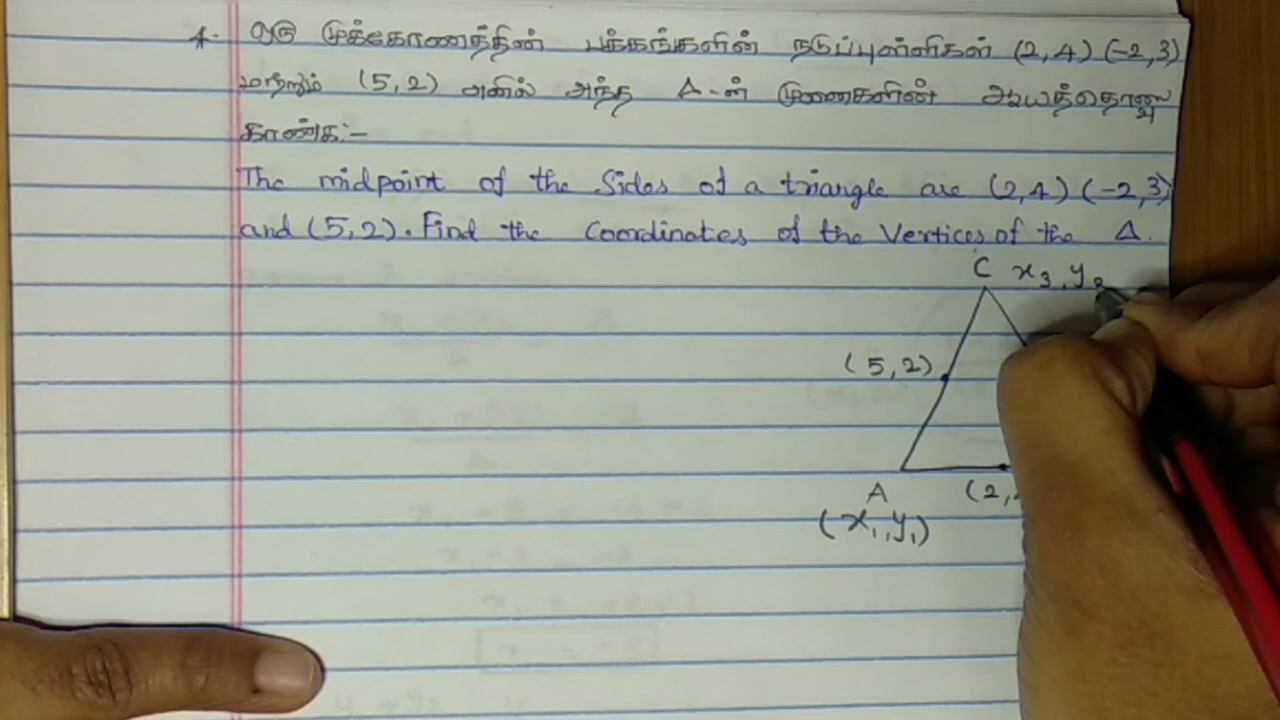 4. ஒரு முக்கோணத்தின் பக்கங்களின் நடுப்புள்ளிகள் (2,4) (-2,3)
மற்றும் (5,2) எனில் அந்த Δ-ன் முனைகளின் ஆயத்தொலை
காண்க:-
The midpoint of the Sides of a triangle are (2,4) (-2,3)
and (5,2). Find the Coordinates of the Vertices of the Δ.
C x₃, y₃
(5,2)
A (2,
(x₁, y₁)